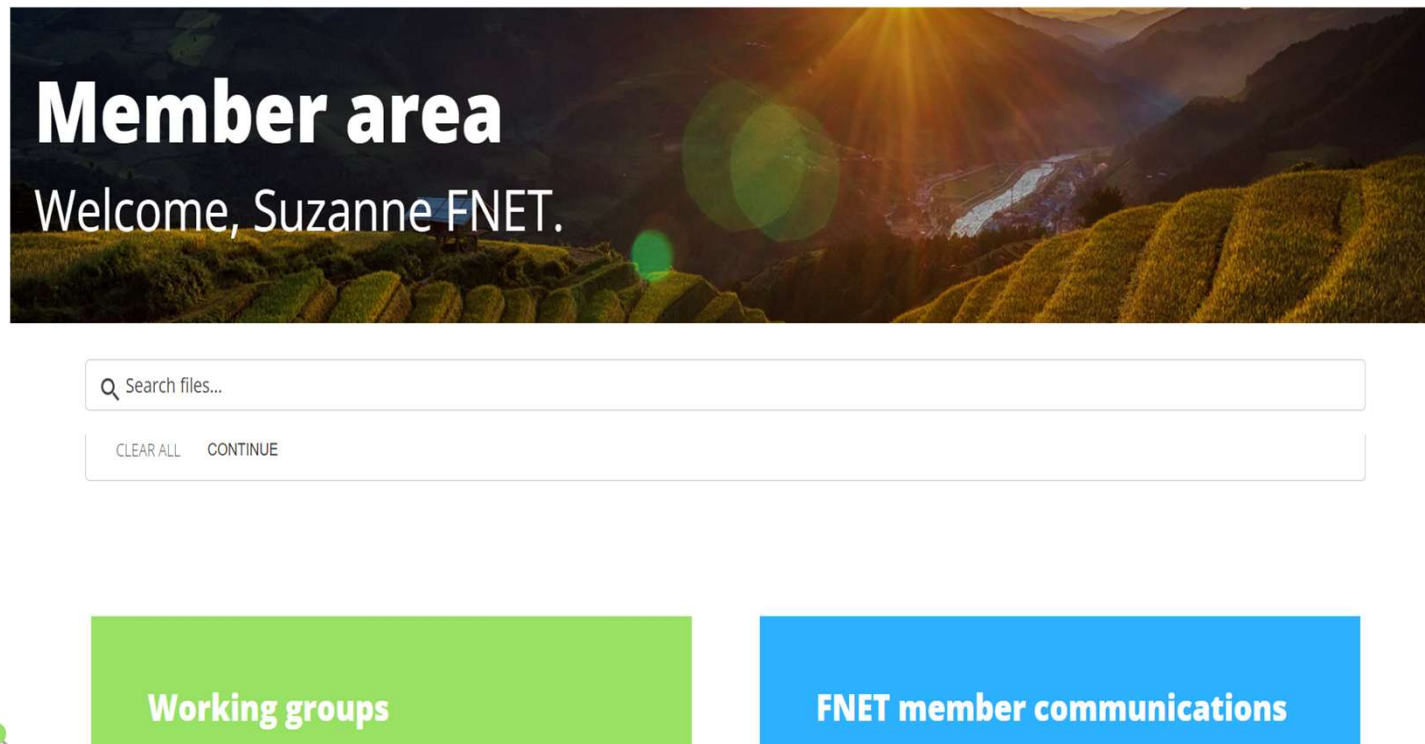 Member area
Welcome, Suzanne FNET.
Search files...
CLEAR ALL CONTINUE
Working groups
FNET member communications